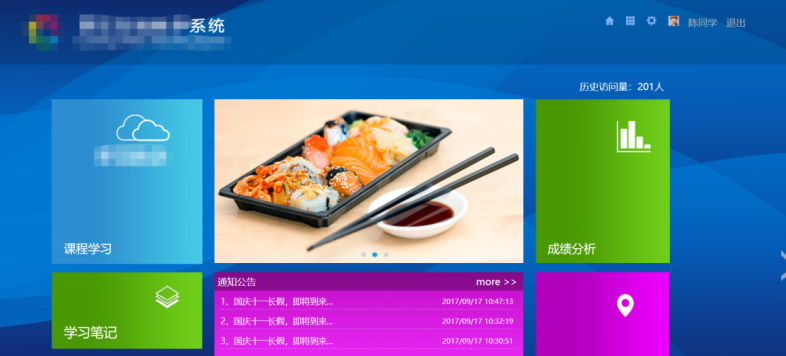 系统
陈同学 退出
历史访问量：201人
课程学习
成绩分析
通知公告 more >>
1、国庆十一长假，即将到来... 2017/09/17 10:47:13
2、国庆十一长假，即将到来... 2017/09/17 10:32:19
3、国庆十一长假，即将到来... 2017/09/17 10:30:51
学习笔记